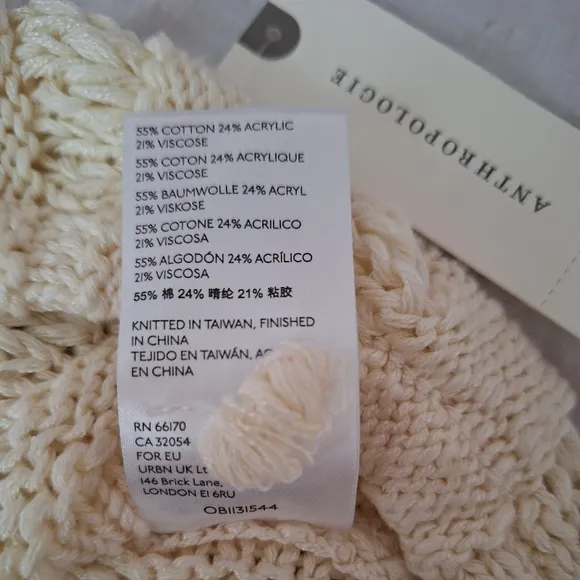 ANTHROPOLOGIE
55% COTTON 24% ACRYLIC
21% VISCOSE
55% COTON 24% ACRYLIQUE
21% VISCOSE
55% BAUMWOLLE 24% ACRYL
21% VISKOSE
55% COTONE 24% ACRILICO
21% VISCOSA
55% ALGODÓN 24% ACRÍLICO
21% VISCOSA
55% 棉 24% 晴纶 21% 粘胶
KNITTED IN TAIWAN, FINISHED
IN CHINA
TEJIDO EN TAIWÁN,
EN CHINA
RN 66170
CA 32054
FOR EU
URBN UK Lt
146 Brick Lane,
LONDON E1 6RU
OB1131544